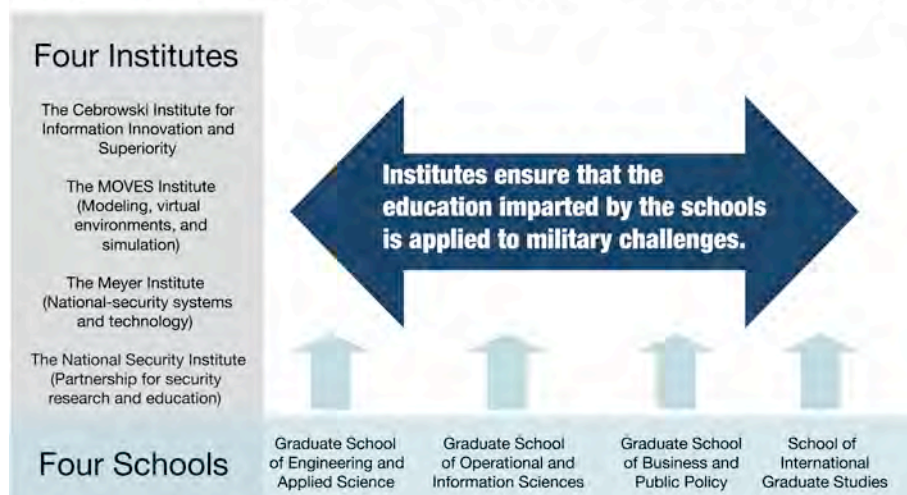 Four Institutes
The Cebrowski Institute for
Information Innovation and
Superiority
The MOVES Institute
(Modeling, virtual
environments, and
simulation)
The Meyer Institute
(National-security systems
and technology)
The National Security Institute
(Partnership for security
research and education)
Institutes ensure that the
education imparted by the schools
is applied to military challenges.
Four Schools
Graduate School
of Engineering and
Applied Science
Graduate School
of Operational and
Information Sciences
Graduate School
of Business and
Public Policy
School of
International
Graduate Studies